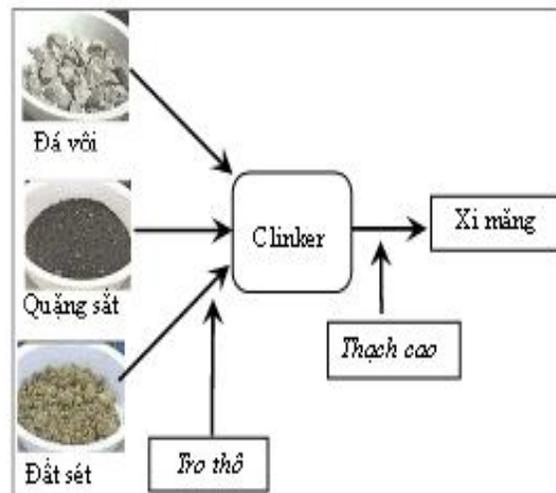 Đá vôi
Clinker
Xi măng
Quặng sắt
Thạch cao
Đất sét
Tro thô